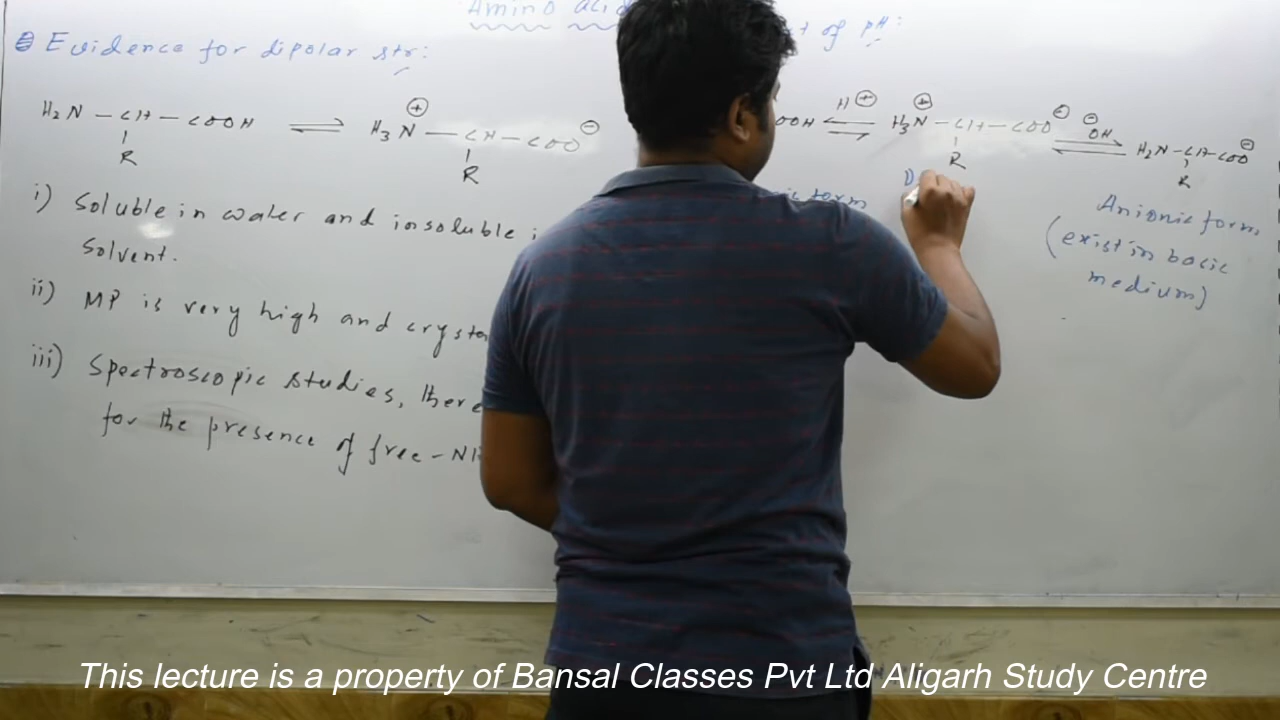 Amino acid
Evidence for dipolar str:
H₂N – CH – COOH ⇌ H₃N⊕ – CH – COO⊖
R
R
i) Soluble in water and insoluble
solvent.
ii) MP is very high and
iii) Spectroscopic studies, there
for the presence of free –
of pH:
OOH ⇌ H⊕ H₃N⊕ – CH – COO⊖ ⊖OH ⇌ H₂N – CH – COO⊖
R
R
form
D
Anionic form
(exist in basic
medium)
This lecture is a property of Bansal Classes Pvt Ltd Aligarh Study Centre